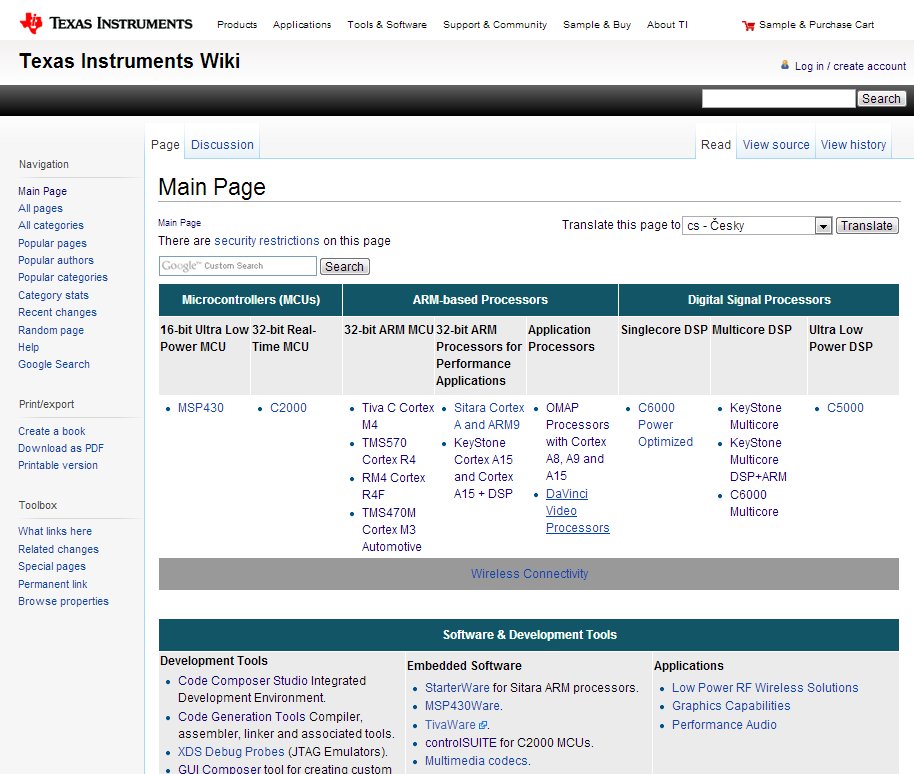 TEXAS INSTRUMENTS
Products Applications Tools & Software Support & Community Sample & Buy About TI Sample & Purchase Cart
Texas Instruments Wiki
Log in / create account
Search
Page Discussion Read View source View history
Navigation
Main Page
All pages
All categories
Popular pages
Popular authors
Popular categories
Category stats
Recent changes
Random page
Help
Google Search
Print/export
Create a book
Download as PDF
Printable version
Toolbox
What links here
Related changes
Special pages
Permanent link
Browse properties
Main Page
Main Page
Translate this page to cs - Česky Translate
There are security restrictions on this page
Google™ Custom Search Search
Microcontrollers (MCUs) ARM-based Processors Digital Signal Processors
16-bit Ultra Low
Power MCU
32-bit Real-
Time MCU
32-bit ARM MCU
32-bit ARM
Processors for
Performance
Applications
Application
Processors
Singlecore DSP
Multicore DSP
Ultra Low
Power DSP
MSP430
C2000
Tiva C Cortex
M4
TMS570
Cortex R4
RM4 Cortex
R4F
TMS470M
Cortex M3
Automotive
Sitara Cortex
A and ARM9
KeyStone
Cortex A15
and Cortex
A15 + DSP
OMAP
Processors
with Cortex
A8, A9 and
A15
DaVinci
Video
Processors
C6000
Power
Optimized
KeyStone
Multicore
KeyStone
Multicore
DSP+ARM
C6000
Multicore
C5000
Wireless Connectivity
Software & Development Tools
Development Tools
Code Composer Studio Integrated
Development Environment.
Code Generation Tools Compiler,
assembler, linker and associated tools.
XDS Debug Probes (JTAG Emulators).
GUI Composer tool for creating custom
Embedded Software
StarterWare for Sitara ARM processors.
MSP430Ware.
TivaWare.
controlSUITE for C2000 MCUs.
Multimedia codecs.
Applications
Low Power RF Wireless Solutions
Graphics Capabilities
Performance Audio